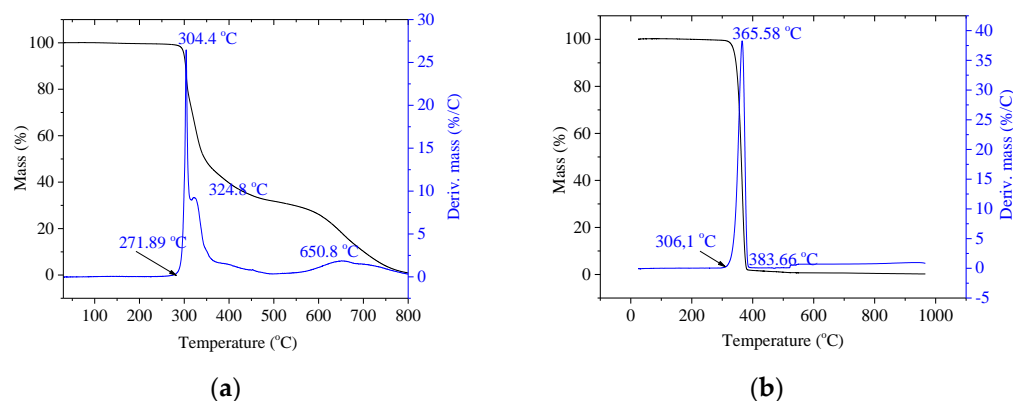 304.4 °C
324.8 °C
271.89 °C
650.8 °C
Mass (%)
100
80
60
40
20
0
Deriv. mass (%/C)
30
25
20
15
10
5
0
100 200 300 400 500 600 700 800
Temperature (°C)
(a)
365.58 °C
306,1 °C
383.66 °C
Mass (%)
100
80
60
40
20
0
Deriv. mass (%/C)
40
35
30
25
20
15
10
5
0
-5
0 200 400 600 800 1000
Temperature (°C)
(b)